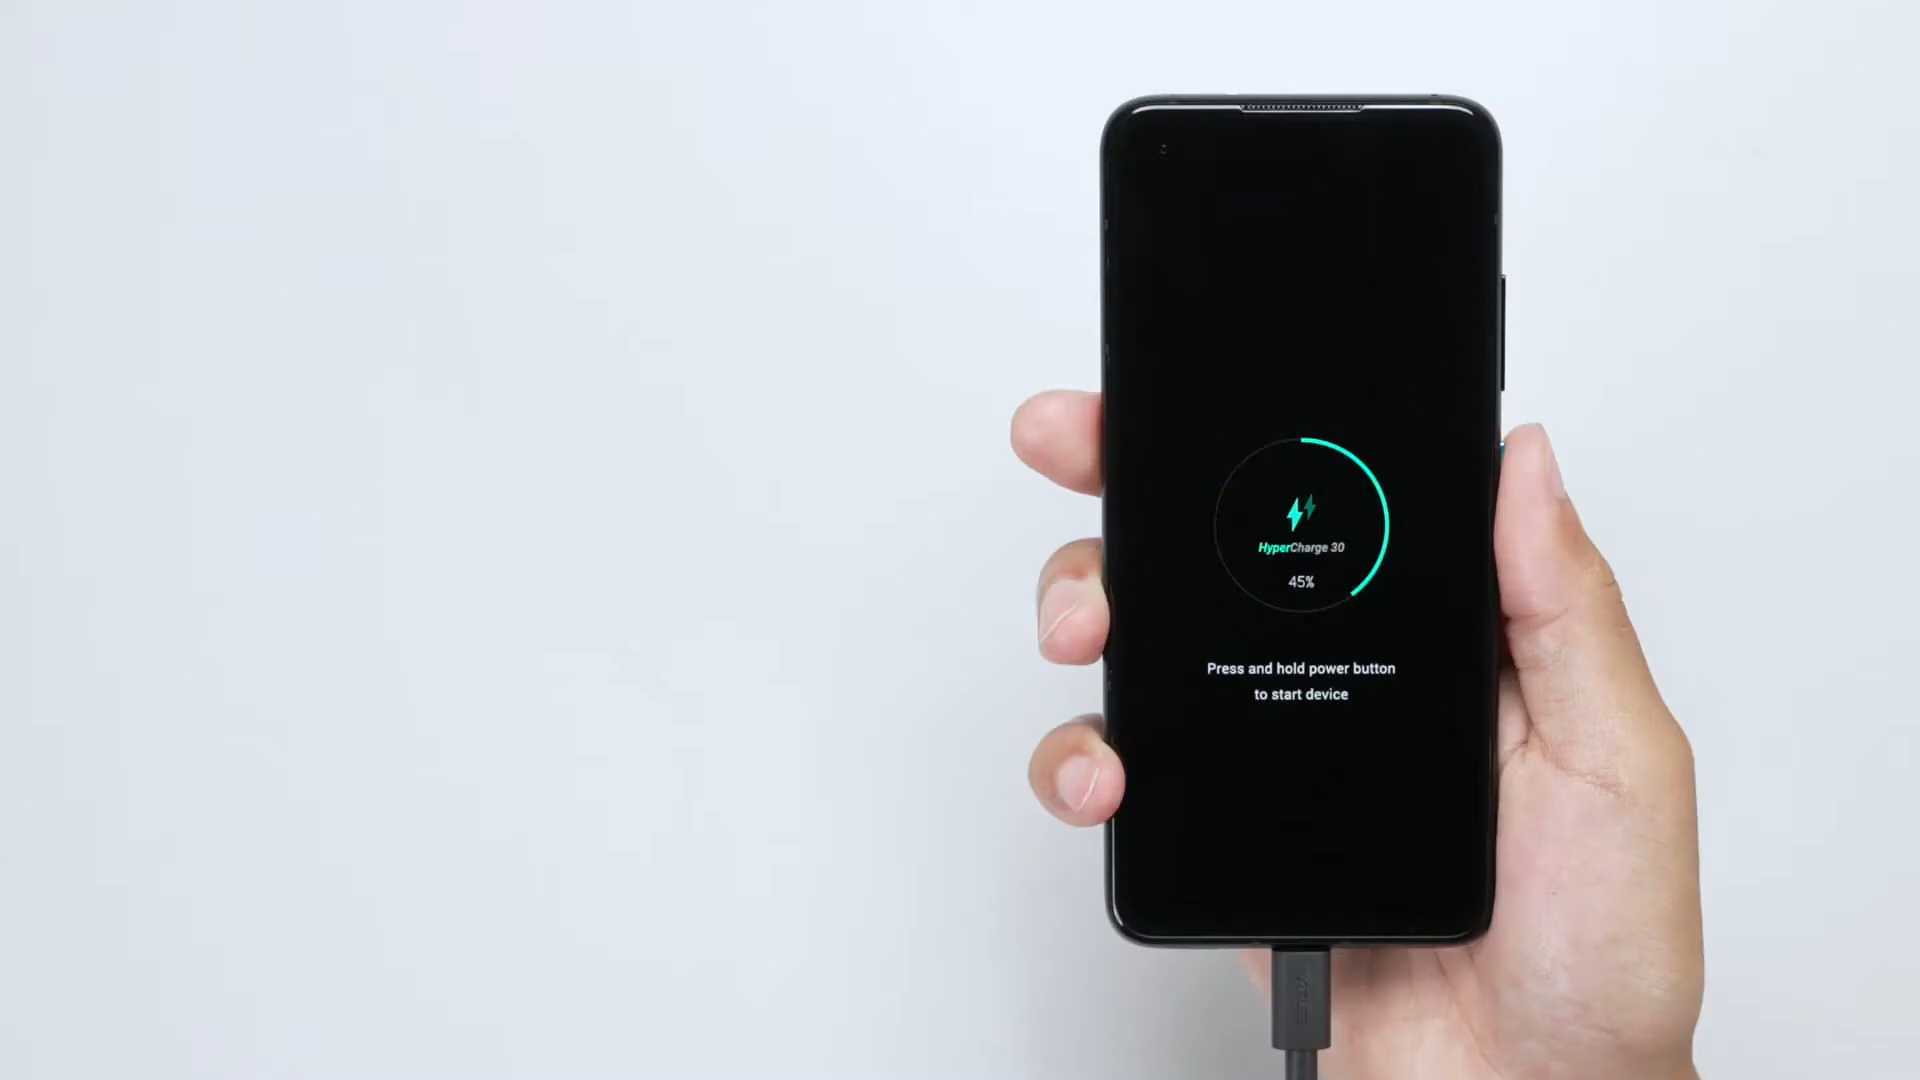 HyperCharge 30
45%
Press and hold power button
to start device